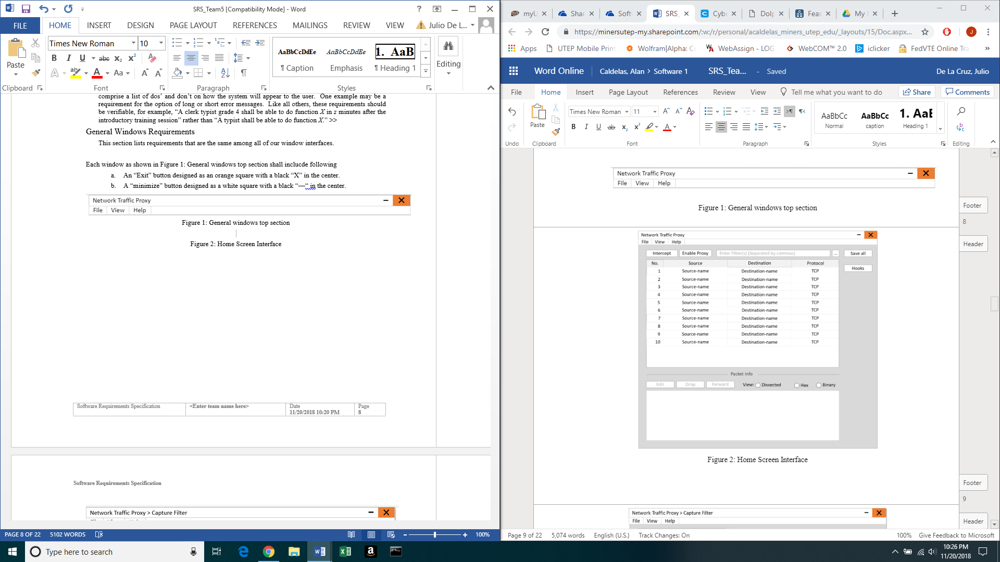 SRS_Team5 [Compatibility Mode] - Word
FILE HOME INSERT DESIGN PAGE LAYOUT REFERENCES MAILINGS REVIEW VIEW Julio De L...
Times New Roman 10
Paste
B I U abc X₂ X²
A ab A Aa A A
AaBbCcDdEe AaBbCcDdEe 1. AaB
¶ Caption Emphasis ¶ Heading 1
Editing
Clipboard Font Paragraph Styles
comprise a list of dos' and don't on how the system will appear to the user. One example may be a
requirement for the option of long or short error messages. Like all others, these requirements should
be verifiable, for example, “A clerk typist grade 4 shall be able to do function X in z minutes after the
introductory training session” rather than “A typist shall be able to do function X.” >>
General Windows Requirements
This section lists requirements that are the same among all of our window interfaces.
Each window as shown in Figure 1: General windows top section shall inclucde following
a. An “Exit” button designed as an orange square with a black “X” in the center.
b. A “minimize” button designed as a white square with a black “—“ in the center.
Network Traffic Proxy
File View Help
Figure 1: General windows top section
Figure 2: Home Screen Interface
Software Requirements Specification <Enter team name here> Date Page
11/20/2018 10:20 PM 8
Software Requirements Specification
Network Traffic Proxy > Capture Filter
PAGE 8 OF 22 5102 WORDS 100%
myU Shar Soft SRS_ Cybe Dolp Feas My
https://minersutep-my.sharepoint.com/:w:/r/personal/acaldelas_miners_utep_edu/_layouts/15/Doc.aspx... J
Apps UTEP Mobile Print Wolfram|Alpha: Co WebAssign - LOG WebCOM™ 2.0 iclicker FedVTE Online Tra »
Word Online Caldelas, Alan > Software 1 SRS_Tea... - Saved De La Cruz, Julio
File Home Insert Page Layout References Review View Tell me what you want to do Share Comments
Times New Roman 11
Paste
B I U ab x₂ x² A
AaBbCc AaBbCc 1. AaB
Normal caption Heading 1
Undo Clipboard Font Paragraph Styles Editing
Network Traffic Proxy
File View Help
Figure 1: General windows top section
Footer
8
Header
Network Traffic Proxy
File View Help
Intercept Enable Proxy Enter Filter(s) (Separated by commas) ... Save all
No. Source Destination Protocol
Hooks
1 Source-name Destination-name TCP
2 Source-name Destination-name TCP
3 Source-name Destination-name TCP
4 Source-name Destination-name TCP
5 Source-name Destination-name TCP
6 Source-name Destination-name TCP
7 Source-name Destination-name TCP
8 Source-name Destination-name TCP
9 Source-name Destination-name TCP
10 Source-name Destination-name TCP
Packet info
Edit Drop Forward View: Dissected Hex Binary
Figure 2: Home Screen Interface
Footer
9
Header
Network Traffic Proxy > Capture Filter
File View Help
Page 9 of 22 5,074 words English (U.S.) Track Changes: On 100% Give Feedback to Microsoft
Type here to search
10:26 PM
11/20/2018